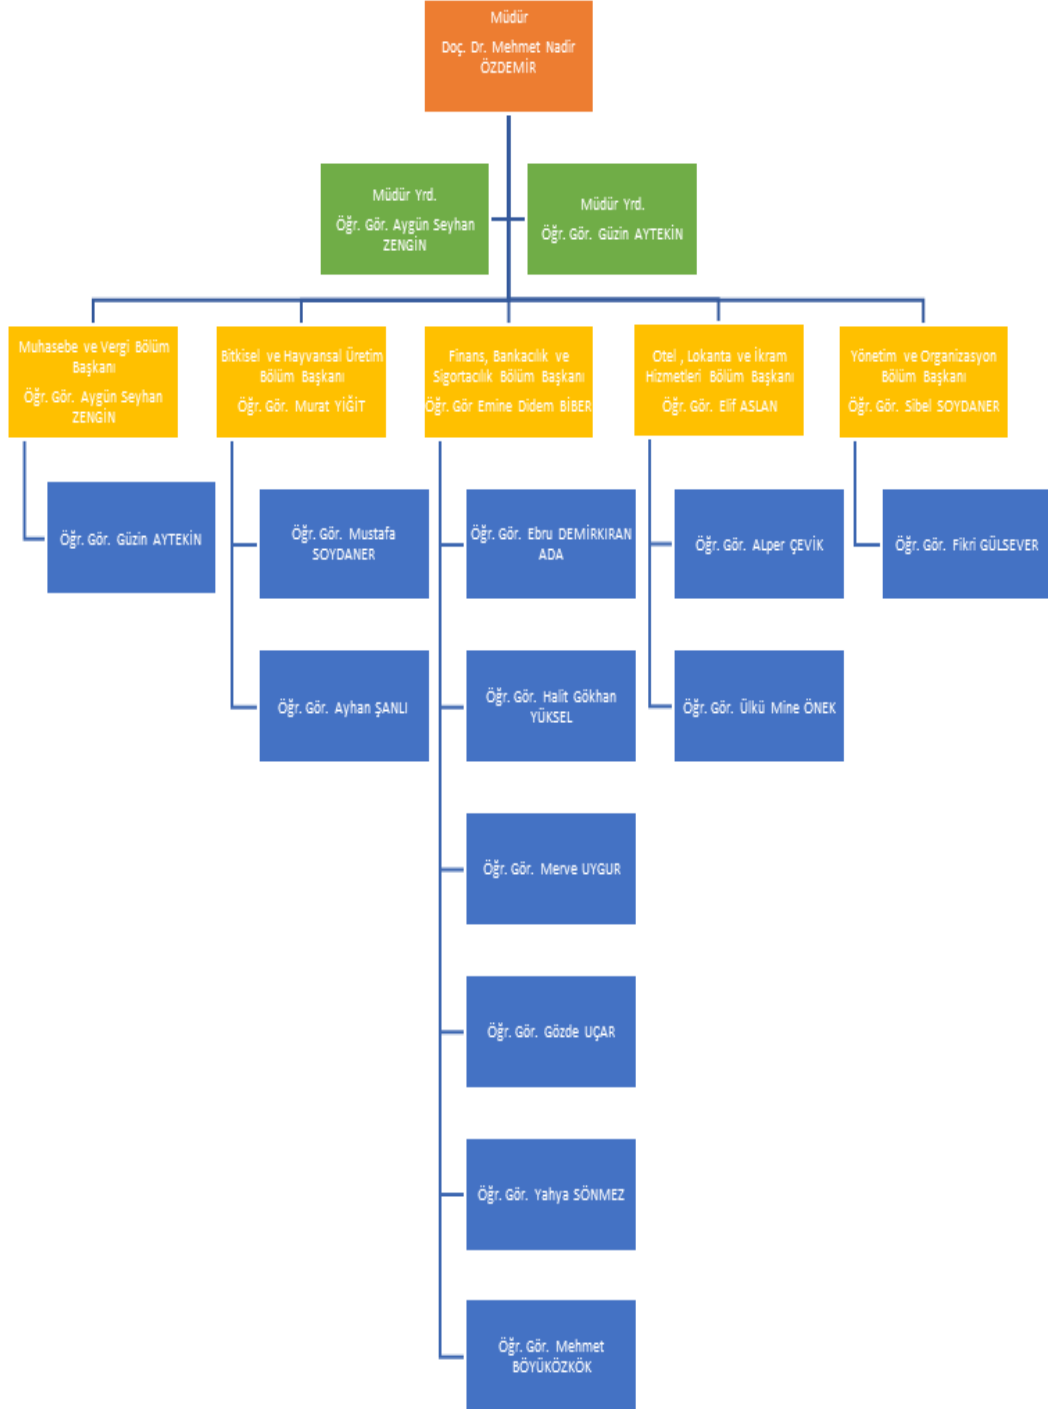 Müdür
Doç. Dr. Mehmet Nadir
ÖZDEMİR
Müdür Yrd.
Öğr. Gör. Aygün Seyhan
ZENGİN
Müdür Yrd.
Öğr. Gör. Güzin AYTEKİN
Muhasebe ve Vergi Bölüm
Başkanı
Öğr. Gör. Aygün Seyhan
ZENGİN
Bitkisel ve Hayvansal Üretim
Bölüm Başkanı
Öğr. Gör. Murat YİĞİT
Finans, Bankacılık ve
Sigortacılık Bölüm Başkanı
Öğr. Gör Emine Didem BİBER
Otel , Lokanta ve İkram
Hizmetleri Bölüm Başkanı
Öğr. Gör. Elif ASLAN
Yönetim ve Organizasyon
Bölüm Başkanı
Öğr. Gör. Sibel SOYDANER
Öğr. Gör. Güzin AYTEKİN
Öğr. Gör. Mustafa
SOYDANER
Öğr. Gör. Ayhan ŞANLI
Öğr. Gör. Ebru DEMİRKIRAN
ADA
Öğr. Gör. Halit Gökhan
YÜKSEL
Öğr. Gör. Merve UYGUR
Öğr. Gör. Gözde UÇAR
Öğr. Gör. Yahya SÖNMEZ
Öğr. Gör. Mehmet
BÖYÜKÖZKÖK
Öğr. Gör. ALper ÇEVİK
Öğr. Gör. Ülkü Mine ÖNEK
Öğr. Gör. Fikri GÜLSEVER